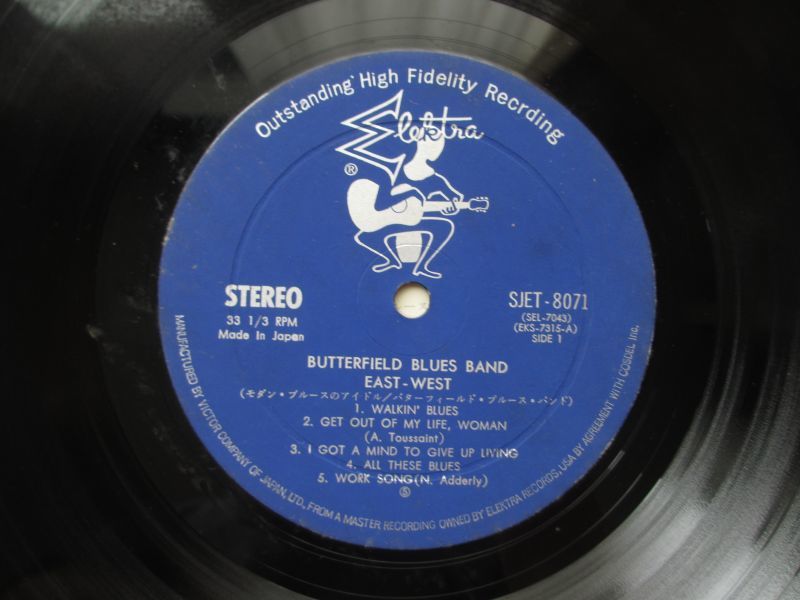 Outstanding High Fidelity Recrding
Elektra
®
STEREO
33 1/3 RPM
Made In Japan
SJET-8071
(SEL-7043)
(EKS-7315-A)
SIDE 1
BUTTERFIELD BLUES BAND
EAST-WEST
(モダン・ブルースのアイドル/バターフィールド・ブルース・バンド)
1. WALKIN' BLUES
2. GET OUT OF MY LIFE, WOMAN
(A. Toussaint)
3. I GOT A MIND TO GIVE UP LIVING
4. ALL THESE BLUES
5. WORK SONG(N. Adderly)
Ⓢ
MANUFACTURED BY VICTOR COMPANY OF JAPAN, LTD, FROM A MASTER RECORDING OWNED BY ELEKTRA RECORDS, USA BY AGREEMENT WITH COSDEL Inc.